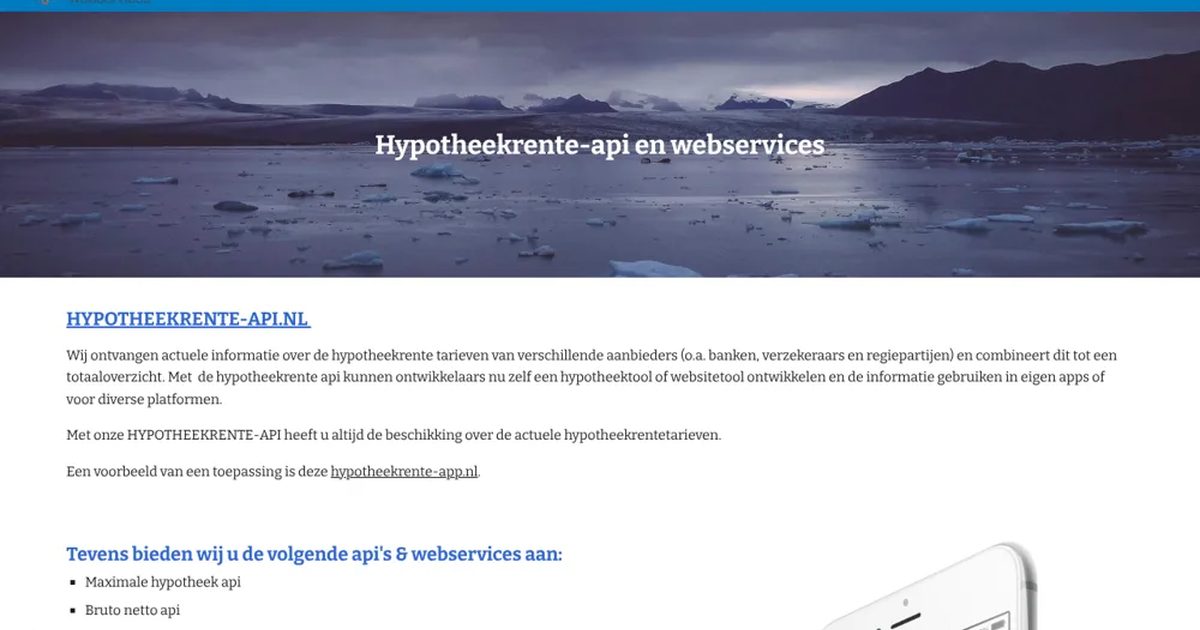 Hypotheekrente-api en webservices
HYPOTHEEKRENTE-API.NL
Wij ontvangen actuele informatie over de hypotheekrente tarieven van verschillende aanbieders (o.a. banken, verzekeraars en regiepartijen) en combineert dit tot een
totaaloverzicht. Met de hypotheekrente api kunnen ontwikkelaars nu zelf een hypotheektool of websitetool ontwikkelen en de informatie gebruiken in eigen apps of
voor diverse platformen.
Met onze HYPOTHEEKRENTE-API heeft u altijd de beschikking over de actuele hypotheekrentetarieven.
Een voorbeeld van een toepassing is deze hypotheekrente-app.nl.
Tevens bieden wij u de volgende api's & webservices aan:
▪ Maximale hypotheek api
▪ Bruto netto api